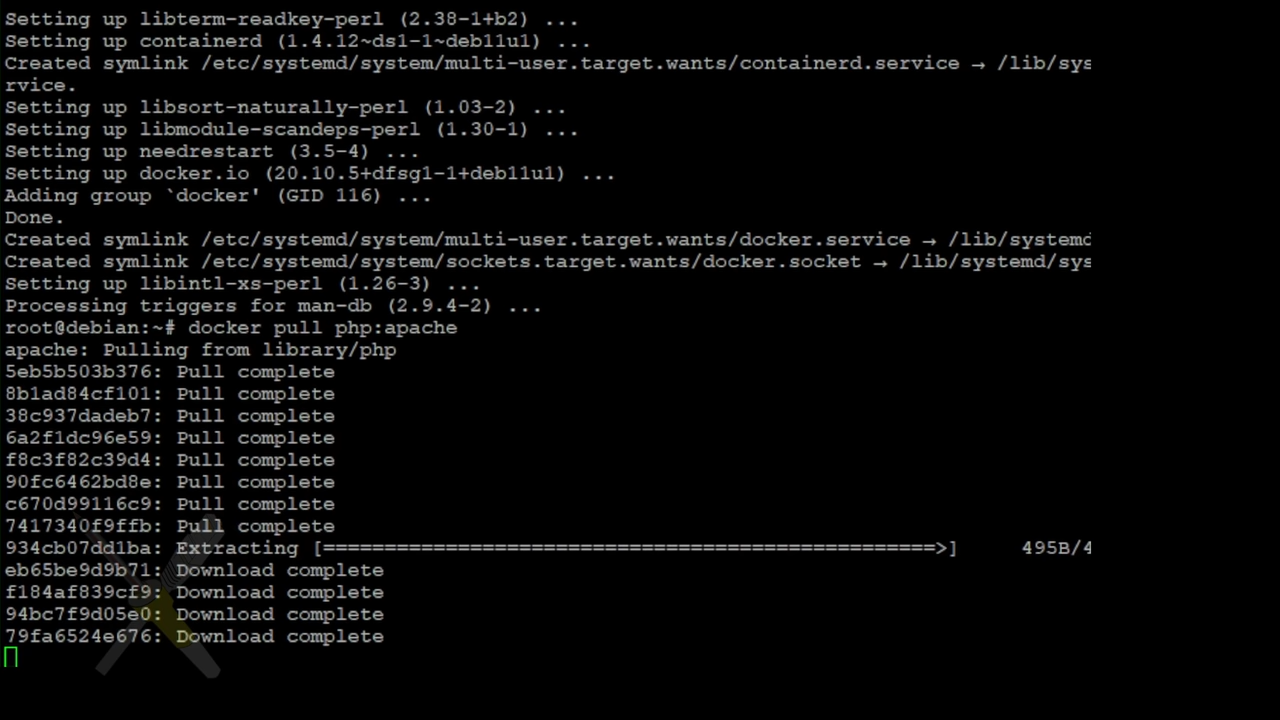 Setting up libterm-readkey-perl (2.38-1+b2) ...
Setting up containerd (1.4.12~ds1-1~deb11u1) ...
Created symlink /etc/systemd/system/multi-user.target.wants/containerd.service → /lib/sys
rvice.
Setting up libsort-naturally-perl (1.03-2) ...
Setting up libmodule-scandeps-perl (1.30-1) ...
Setting up needrestart (3.5-4) ...
Setting up docker.io (20.10.5+dfsg1-1+deb11u1) ...
Adding group `docker' (GID 116) ...
Done.
Created symlink /etc/systemd/system/multi-user.target.wants/docker.service → /lib/systemd
Created symlink /etc/systemd/system/sockets.target.wants/docker.socket → /lib/systemd/sys
Setting up libintl-xs-perl (1.26-3) ...
Processing triggers for man-db (2.9.4-2) ...
root@debian:~# docker pull php:apache
apache: Pulling from library/php
5eb5b503b376: Pull complete
8b1ad84cf101: Pull complete
38c937dadeb7: Pull complete
6a2f1dc96e59: Pull complete
f8c3f82c39d4: Pull complete
90fc6462bd8e: Pull complete
c670d99116c9: Pull complete
7417340f9ffb: Pull complete
934cb07dd1ba: Extracting [==================================================>] 495B/4
eb65be9d9b71: Download complete
f184af839cf9: Download complete
94bc7f9d05e0: Download complete
79fa6524e676: Download complete